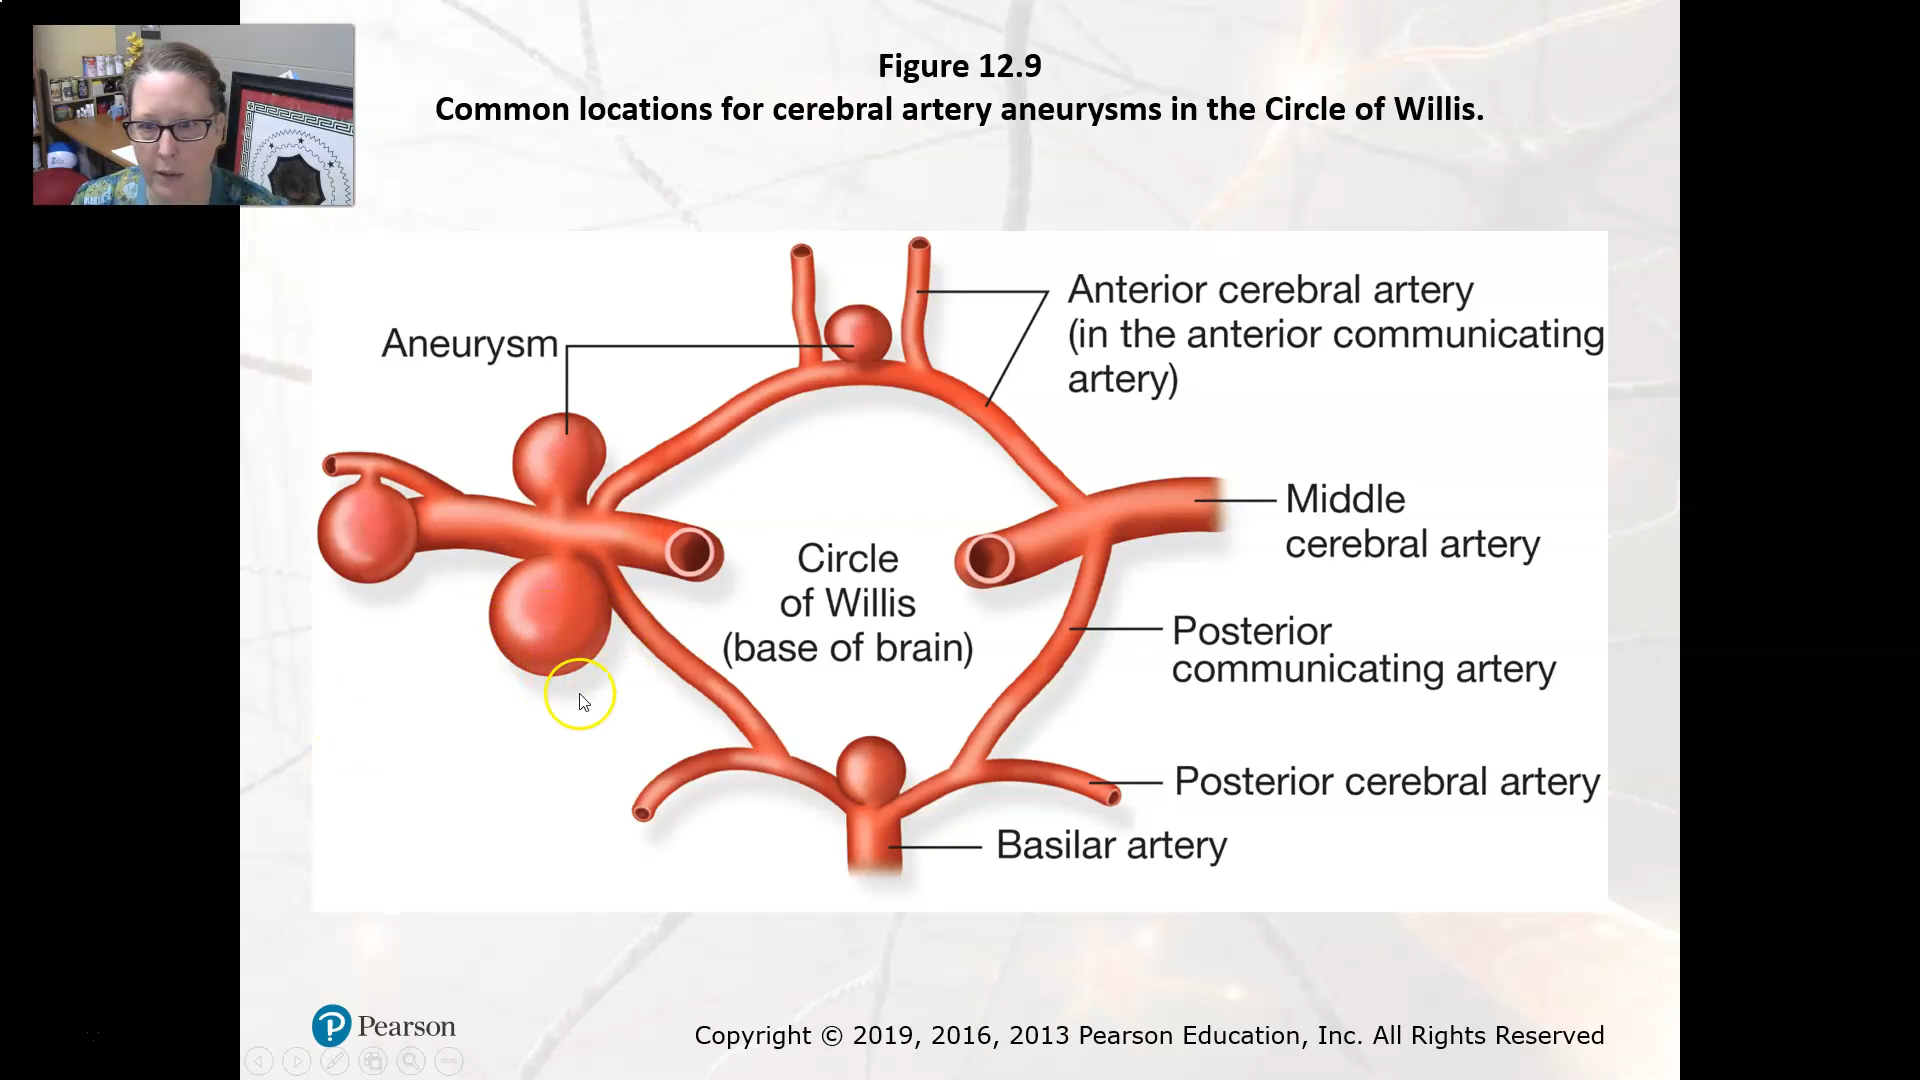 Figure 12.9
Common locations for cerebral artery aneurysms in the Circle of Willis.
Aneurysm
Anterior cerebral artery
(in the anterior communicating
artery)
Middle
cerebral artery
Circle
of Willis
(base of brain)
Posterior
communicating artery
Posterior cerebral artery
Basilar artery
Pearson
Copyright © 2019, 2016, 2013 Pearson Education, Inc. All Rights Reserved